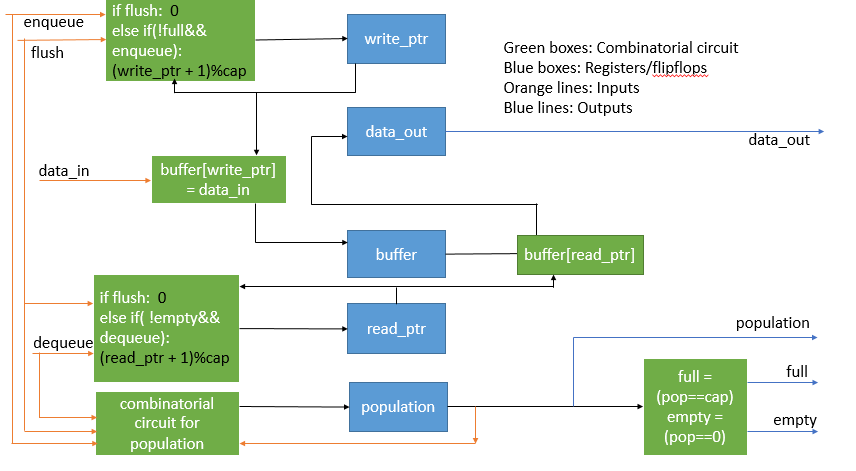 enqueue
flush
if flush:  0
else if(!full&&
enqueue):
(write_ptr + 1)%cap
write_ptr
Green boxes: Combinatorial circuit
Blue boxes: Registers/flipflops
Orange lines: Inputs
Blue lines: Outputs
data_out
data_out
data_in
buffer[write_ptr]
= data_in
buffer
buffer[read_ptr]
if flush:  0
else if( !empty&&
dequeue):
(read_ptr + 1)%cap
dequeue
read_ptr
population
combinatorial
circuit for
population
population
full =
(pop==cap)
empty =
(pop==0)
full
empty